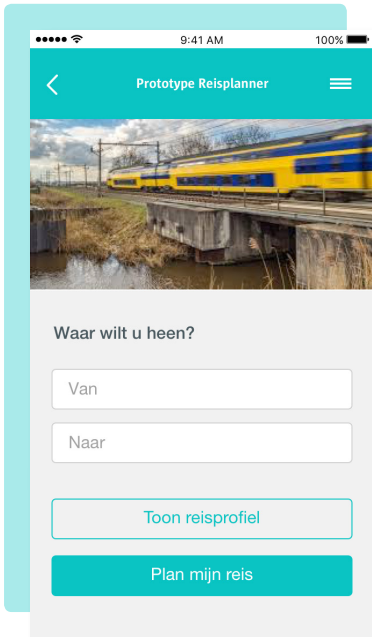 9:41 AM
100%
Prototype Reisplanner
Waar wilt u heen?
Van
Naar
Toon reisprofiel
Plan mijn reis